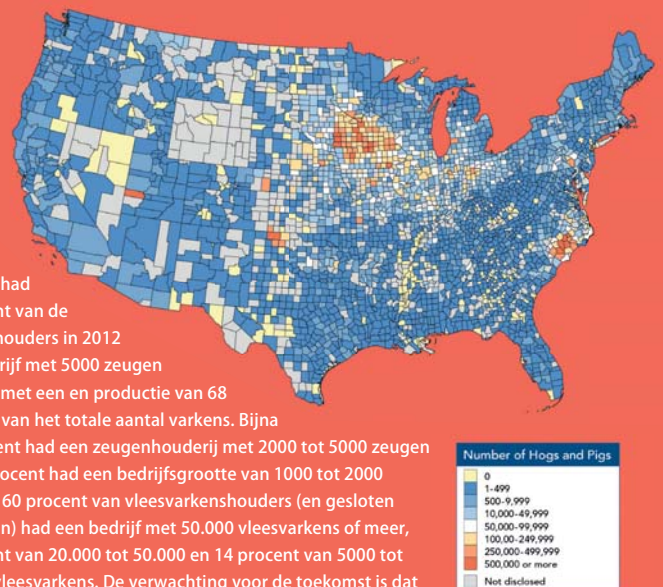 had
nt van de
houders in 2012
rijf met 5000 zeugen
met een en productie van 68
van het totale aantal varkens. Bijna
ent had een zeugenhouderij met 2000 tot 5000 zeugen
rocent had een bedrijfsgrootte van 1000 tot 2000
60 procent van vleesvarkenshouders (en gesloten
n) had een bedrijf met 50.000 vleesvarkens of meer,
nt van 20.000 tot 50.000 en 14 procent van 5000 tot
vleesvarkens. De verwachting voor de toekomst is dat
Number of Hogs and Pigs
0
1-499
500-9,999
10,000-49,999
50,000-99,999
100,00-249,999
250,000-499,999
500,000 or more
Not disclosed